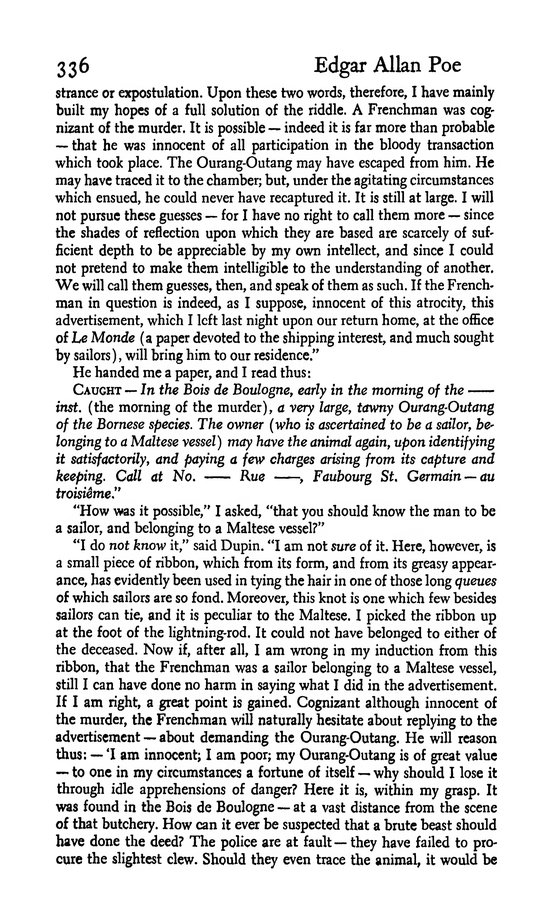 336 Edgar Allan Poe
strance or expostulation. Upon these two words, therefore, I have mainly
built my hopes of a full solution of the riddle. A Frenchman was cog-
nizant of the murder. It is possible — indeed it is far more than probable
— that he was innocent of all participation in the bloody transaction
which took place. The Ourang-Outang may have escaped from him. He
may have traced it to the chamber; but, under the agitating circumstances
which ensued, he could never have recaptured it. It is still at large. I will
not pursue these guesses — for I have no right to call them more — since
the shades of reflection upon which they are based are scarcely of suf-
ficient depth to be appreciable by my own intellect, and since I could
not pretend to make them intelligible to the understanding of another.
We will call them guesses, then, and speak of them as such. If the French-
man in question is indeed, as I suppose, innocent of this atrocity, this
advertisement, which I left last night upon our return home, at the office
of Le Monde (a paper devoted to the shipping interest, and much sought
by sailors), will bring him to our residence.”
He handed me a paper, and I read thus:
CAUGHT — In the Bois de Boulogne, early in the morning of the ——
inst. (the morning of the murder), a very large, tawny Ourang-Outang
of the Bornese species. The owner (who is ascertained to be a sailor, be-
longing to a Maltese vessel) may have the animal again, upon identifying
it satisfactorily, and paying a few charges arising from its capture and
keeping. Call at No. —— Rue ——, Faubourg St. Germain — au
troisième.”
“How was it possible,” I asked, “that you should know the man to be
a sailor, and belonging to a Maltese vessel?”
“I do not know it,” said Dupin. “I am not sure of it. Here, however, is
a small piece of ribbon, which from its form, and from its greasy appear-
ance, has evidently been used in tying the hair in one of those long queues
of which sailors are so fond. Moreover, this knot is one which few besides
sailors can tie, and it is peculiar to the Maltese. I picked the ribbon up
at the foot of the lightning-rod. It could not have belonged to either of
the deceased. Now if, after all, I am wrong in my induction from this
ribbon, that the Frenchman was a sailor belonging to a Maltese vessel,
still I can have done no harm in saying what I did in the advertisement.
If I am right, a great point is gained. Cognizant although innocent of
the murder, the Frenchman will naturally hesitate about replying to the
advertisement — about demanding the Ourang-Outang. He will reason
thus: — ‘I am innocent; I am poor; my Ourang-Outang is of great value
— to one in my circumstances a fortune of itself — why should I lose it
through idle apprehensions of danger? Here it is, within my grasp. It
was found in the Bois de Boulogne — at a vast distance from the scene
of that butchery. How can it ever be suspected that a brute beast should
have done the deed? The police are at fault — they have failed to pro-
cure the slightest clew. Should they even trace the animal, it would be